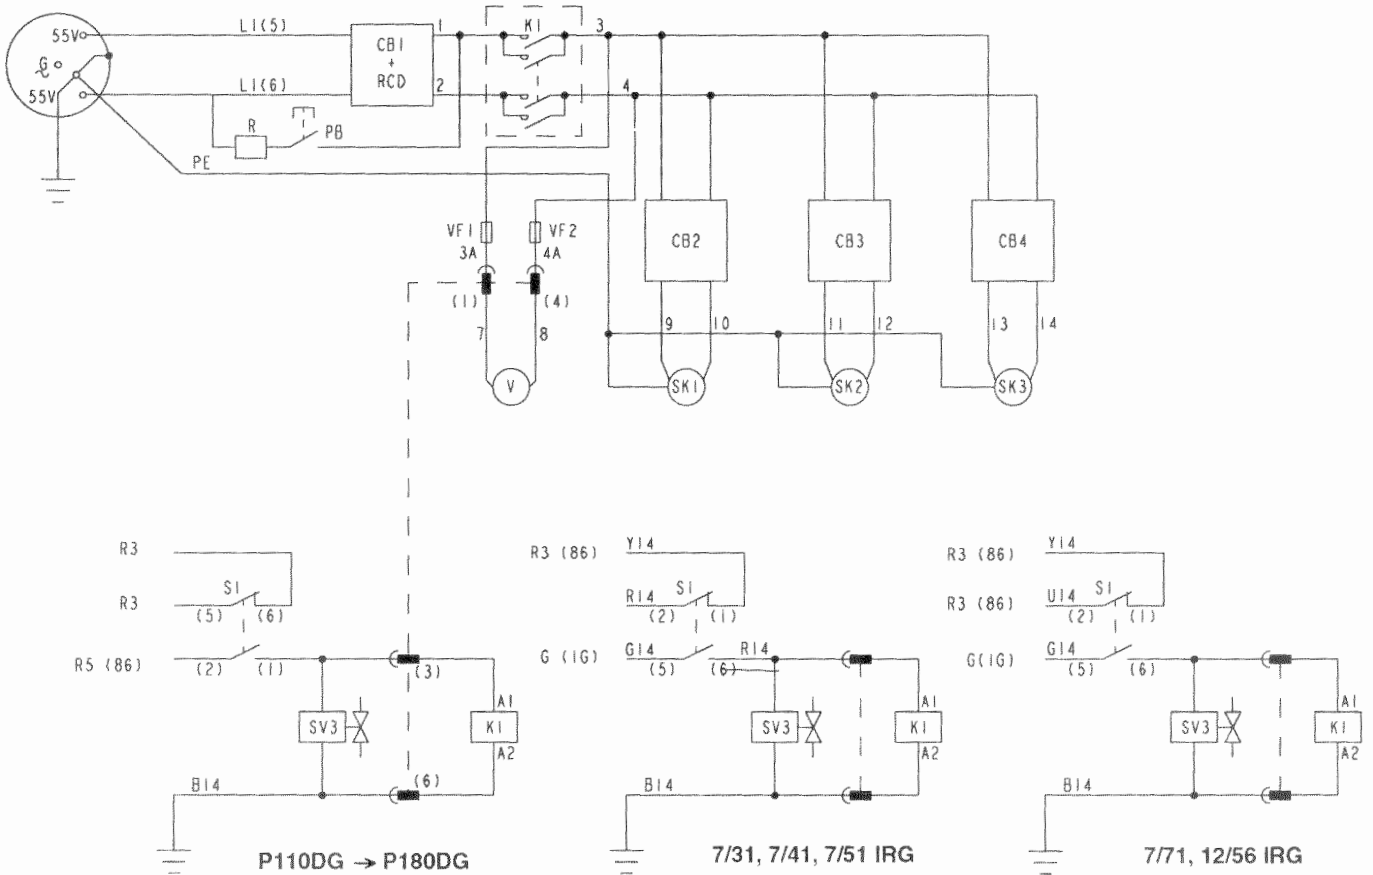 55V
L1(5)
1
K1
3
CB1
+
RCD
G
55V
L1(6)
2
4
R
PB
PE
VF1
3A
VF2
4A
CB2
CB3
CB4
(1)
(4)
7
8
9
10
11
12
13
14
V
SK1
SK2
SK3
R3
R3 (86)
Y14
R3 (86)
Y14
R3
S1
(5)
(6)
R14
S1
(2)
(1)
R3 (86)
U14
S1
(2)
(1)
R5 (86)
(2)
(1)
(3)
G (1G)
G14
(5)
(6)
R14
G(1G)
G14
(5)
(6)
SV3
A1
K1
A2
SV3
A1
K1
A2
SV3
A1
K1
A2
B14
(6)
B14
B14
P110DG → P180DG
7/31, 7/41, 7/51 IRG
7/71, 12/56 IRG